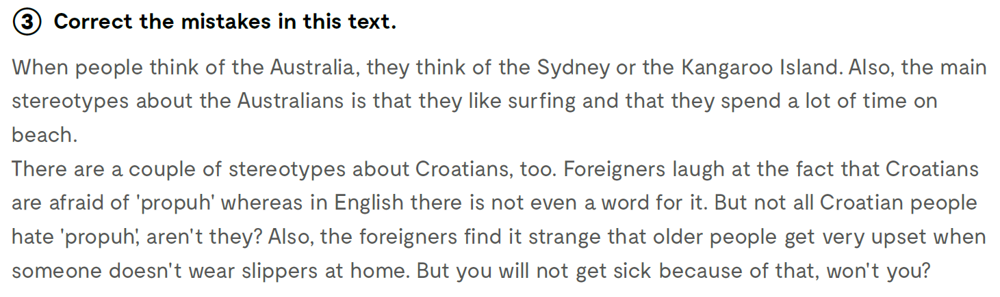 3 Correct the mistakes in this text.
When people think of the Australia, they think of the Sydney or the Kangaroo Island. Also, the main
stereotypes about the Australians is that they like surfing and that they spend a lot of time on
beach.
There are a couple of stereotypes about Croatians, too. Foreigners laugh at the fact that Croatians
are afraid of 'propuh' whereas in English there is not even a word for it. But not all Croatian people
hate 'propuh', aren't they? Also, the foreigners find it strange that older people get very upset when
someone doesn't wear slippers at home. But you will not get sick because of that, won't you?